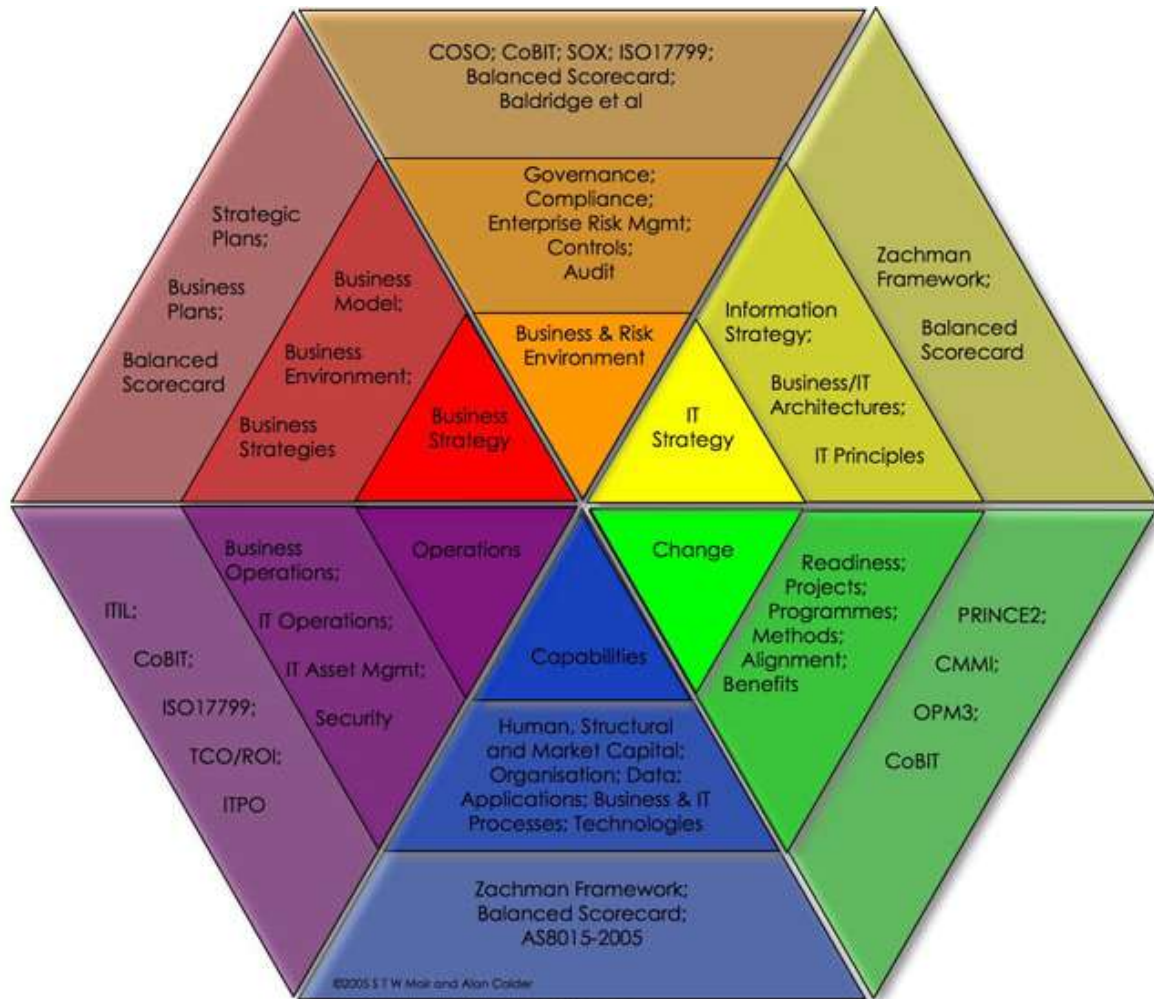 COSO; CoBIT; SOX; ISO17799;
Balanced Scorecard;
Baldridge et al
Governance;
Compliance;
Enterprise Risk Mgmt;
Controls;
Audit
Business & Risk
Environment
Strategic
Plans;
Business
Plans;
Balanced
Scorecard
Business
Model;
Business
Environment;
Business
Strategies
Business
Strategy
IT
Strategy
Information
Strategy;
Business/IT
Architectures;
IT Principles
Zachman
Framework;
Balanced
Scorecard
ITIL;
CoBIT;
ISO17799;
TCO/ROI;
ITPO
Business
Operations;
IT Operations;
IT Asset Mgmt;
Security
Operations
Capabilities
Human, Structural
and Market Capital;
Organisation; Data;
Applications; Business & IT
Processes; Technologies
Zachman Framework;
Balanced Scorecard;
AS8015-2005
Change
Readiness;
Projects;
Programmes;
Methods;
Alignment;
Benefits
PRINCE2;
CMMI;
OPM3;
CoBIT
©2005 S T W Moir and Alan Calder